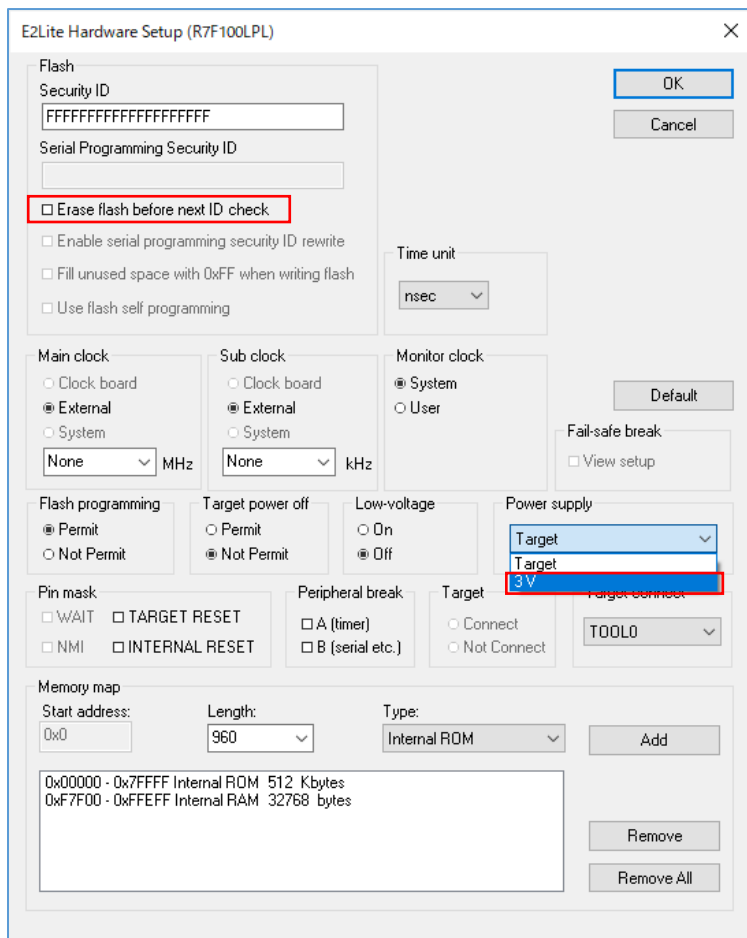 E2Lite Hardware Setup (R7F100LPL)
Flash
Security ID
FFFFFFFFFFFFFFFFFFFF
Serial Programming Security ID
Erase flash before next ID check
Enable serial programming security ID rewrite
Fill unused space with 0xFF when writing flash
Use flash self programming
Time unit
nsec
OK
Cancel
Main clock
Clock board
External
System
None MHz
Sub clock
Clock board
External
System
None kHz
Monitor clock
System
User
Default
Fail-safe break
View setup
Flash programming
Permit
Not Permit
Target power off
Permit
Not Permit
Low-voltage
On
Off
Power supply
Target
Target
3 V
Pin mask
WAIT TARGET RESET
NMI INTERNAL RESET
Peripheral break
A (timer)
B (serial etc.)
Target
Connect
Not Connect
Target connect
TOOL0
Memory map
Start address:
0x0
Length:
960
Type:
Internal ROM
Add
0x00000 - 0x7FFFF Internal ROM 512 Kbytes
0xF7F00 - 0xFFEFF Internal RAM 32768 bytes
Remove
Remove All